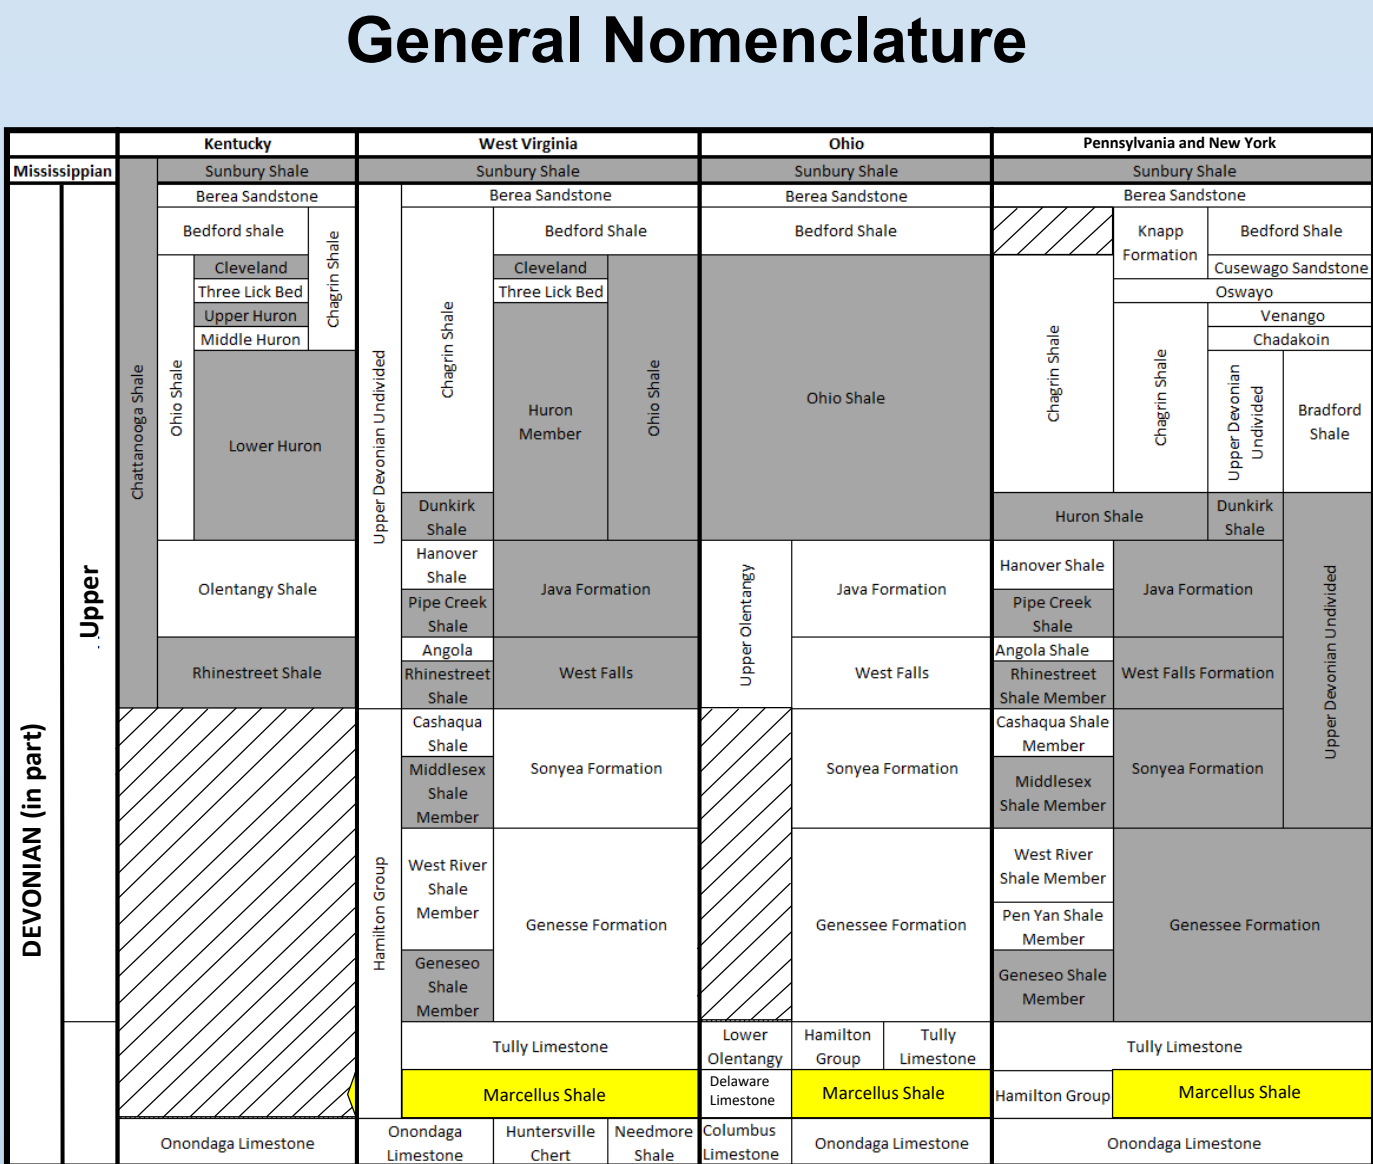 General Nomenclature
Kentucky
West Virginia
Ohio
Pennsylvania and New York
Mississippian
Sunbury Shale
Sunbury Shale
Sunbury Shale
Sunbury Shale
DEVONIAN (in part)
Upper
Chattanooga Shale
Berea Sandstone
Bedford shale
Chagrin Shale
Ohio Shale
Cleveland
Three Lick Bed
Upper Huron
Middle Huron
Lower Huron
Olentangy Shale
Rhinestreet Shale
Onondaga Limestone
Upper Devonian Undivided
Berea Sandstone
Chagrin Shale
Bedford Shale
Cleveland
Three Lick Bed
Huron
Member
Ohio Shale
Dunkirk
Shale
Hanover
Shale
Pipe Creek
Shale
Java Formation
Angola
Rhinestreet
Shale
West Falls
Hamilton Group
Cashaqua
Shale
Middlesex
Shale
Member
Sonyea Formation
West River
Shale
Member
Geneseo
Shale
Member
Genesse Formation
Tully Limestone
Marcellus Shale
Onondaga
Limestone
Huntersville
Chert
Needmore
Shale
Berea Sandstone
Bedford Shale
Ohio Shale
Upper Olentangy
Java Formation
West Falls
Sonyea Formation
Genessee Formation
Lower
Olentangy
Hamilton
Group
Tully
Limestone
Delaware
Limestone
Marcellus Shale
Columbus
Limestone
Onondaga Limestone
Berea Sandstone
Knapp
Formation
Bedford Shale
Cusewago Sandstone
Oswayo
Chagrin Shale
Chagrin Shale
Venango
Chadakoin
Upper Devonian
Undivided
Bradford
Shale
Huron Shale
Dunkirk
Shale
Upper Devonian Undivided
Hanover Shale
Pipe Creek
Shale
Java Formation
Angola Shale
Rhinestreet
Shale Member
West Falls Formation
Cashaqua Shale
Member
Middlesex
Shale Member
Sonyea Formation
West River
Shale Member
Pen Yan Shale
Member
Geneseo Shale
Member
Genessee Formation
Tully Limestone
Hamilton Group
Marcellus Shale
Onondaga Limestone